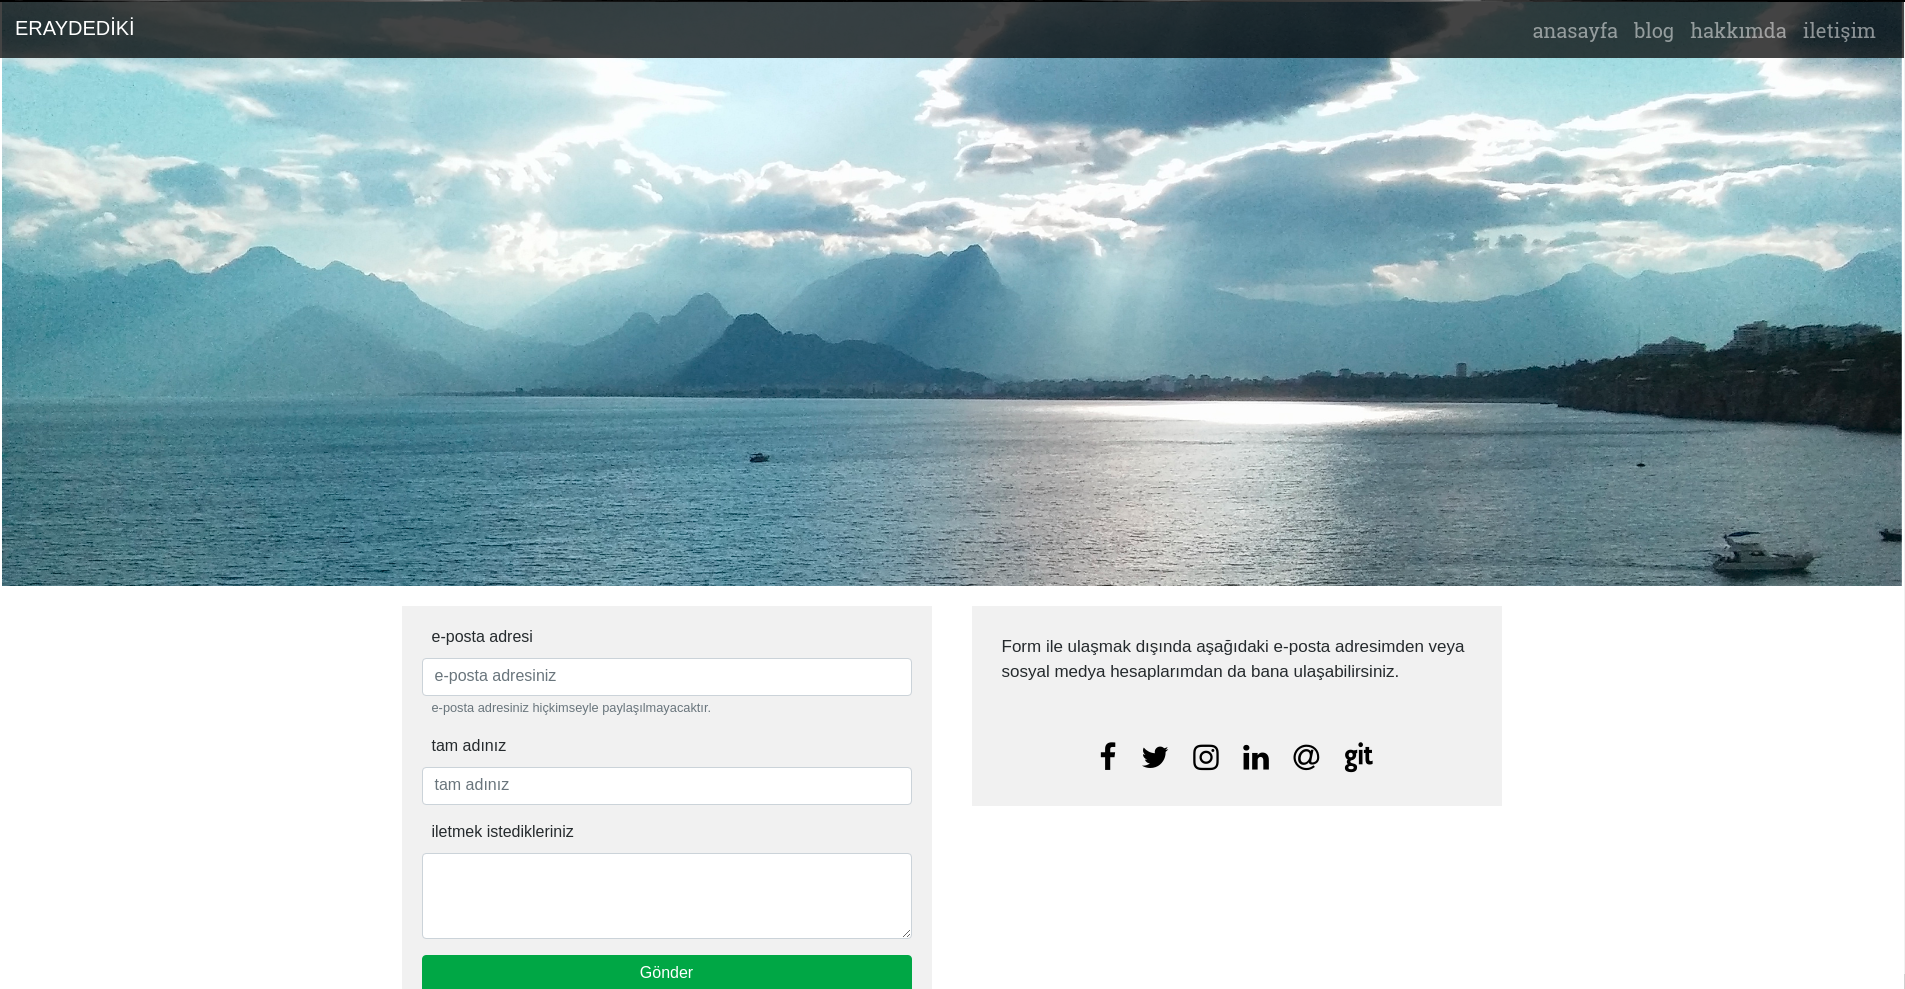 ERAYDEDİKİ
anasayfa blog hakkımda iletişim
e-posta adresi
e-posta adresiniz
e-posta adresiniz hiçkimseyle paylaşılmayacaktır.
tam adınız
tam adınız
iletmek istedikleriniz
Gönder
Form ile ulaşmak dışında aşağıdaki e-posta adresimden veya
sosyal medya hesaplarımdan da bana ulaşabilirsiniz.
git